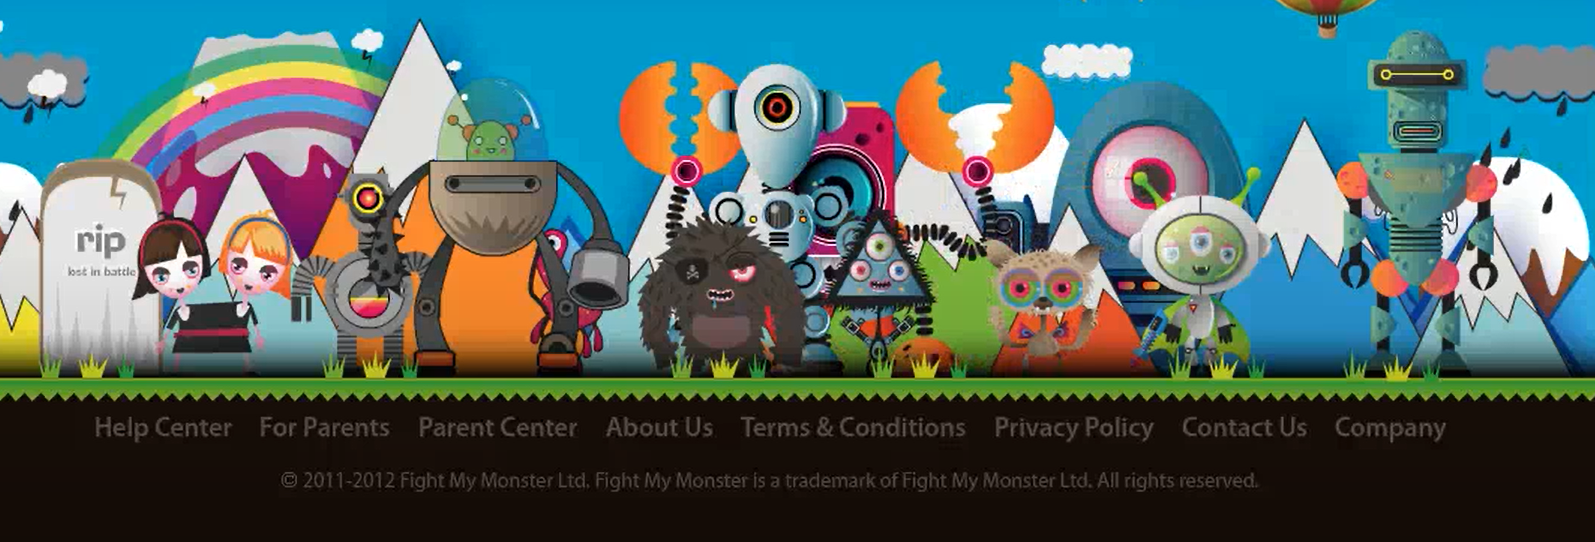 rip
lost in battle
Help Center For Parents Parent Center About Us Terms & Conditions Privacy Policy Contact Us Company
© 2011-2012 Fight My Monster Ltd. Fight My Monster is a trademark of Fight My Monster Ltd. All rights reserved.